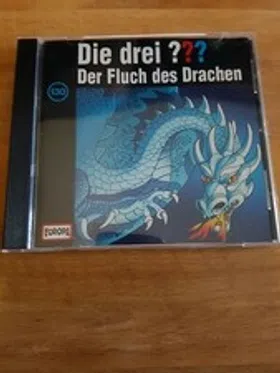 Die drei ???
Der Fluch des Drachen
130
EUROPA